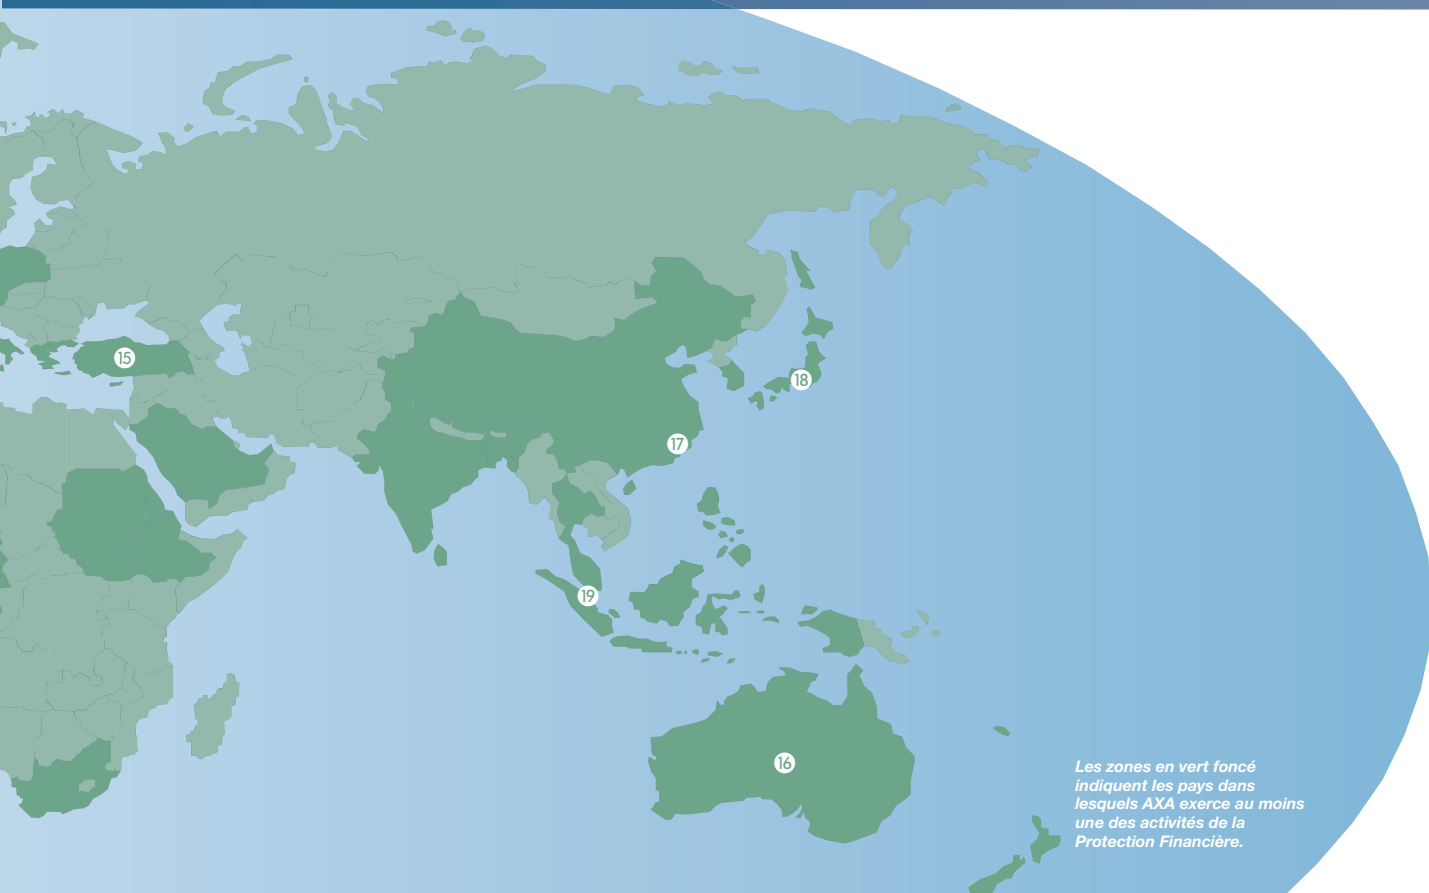 15
18
17
19
16
Les zones en vert foncé
indiquent les pays dans
lesquels AXA exerce au moins
une des activités de la
Protection Financière.